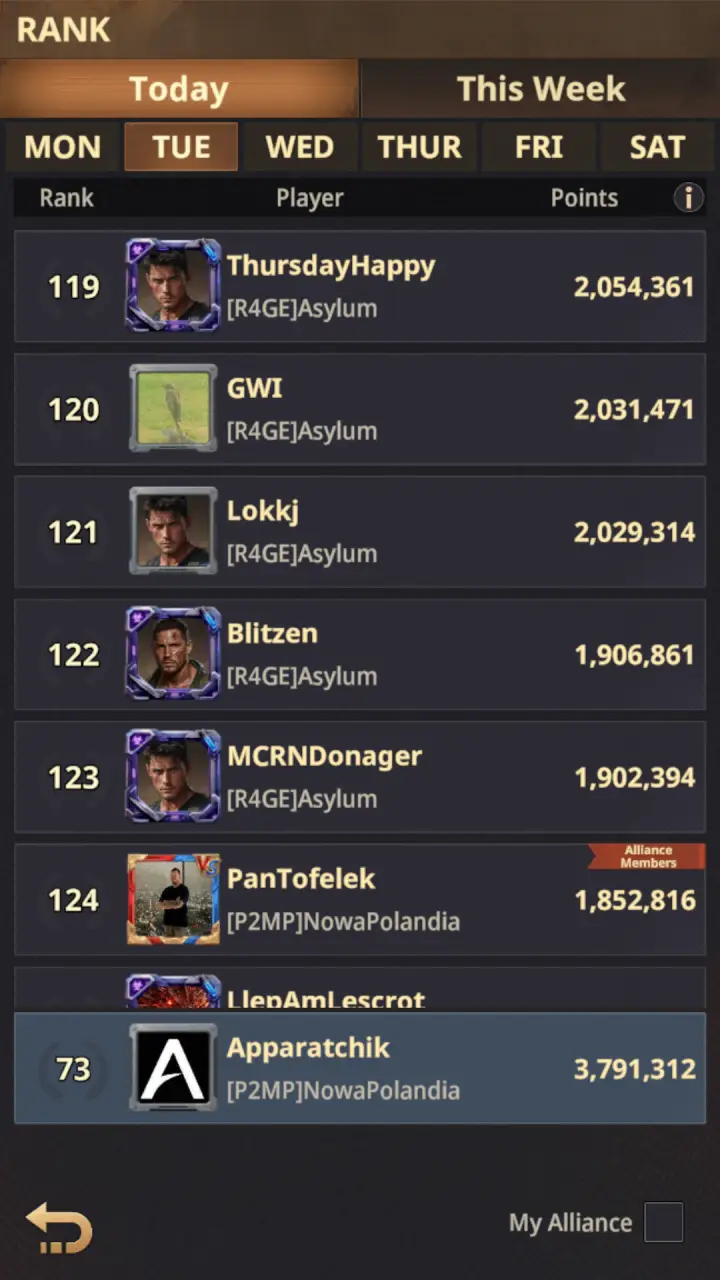 RANK
Today
This Week
MON
TUE
WED
THUR
FRI
SAT
Rank
Player
Points
i
119
ThursdayHappy
[R4GE]Asylum
2,054,361
120
GWI
[R4GE]Asylum
2,031,471
121
Lokkj
[R4GE]Asylum
2,029,314
122
Blitzen
[R4GE]Asylum
1,906,861
123
MCRNDonager
[R4GE]Asylum
1,902,394
Alliance
Members
124
VS
PanTofelek
[P2MP]NowaPolandia
1,852,816
LlepAmLescrot
73
A
Apparatchik
[P2MP]NowaPolandia
3,791,312
My Alliance